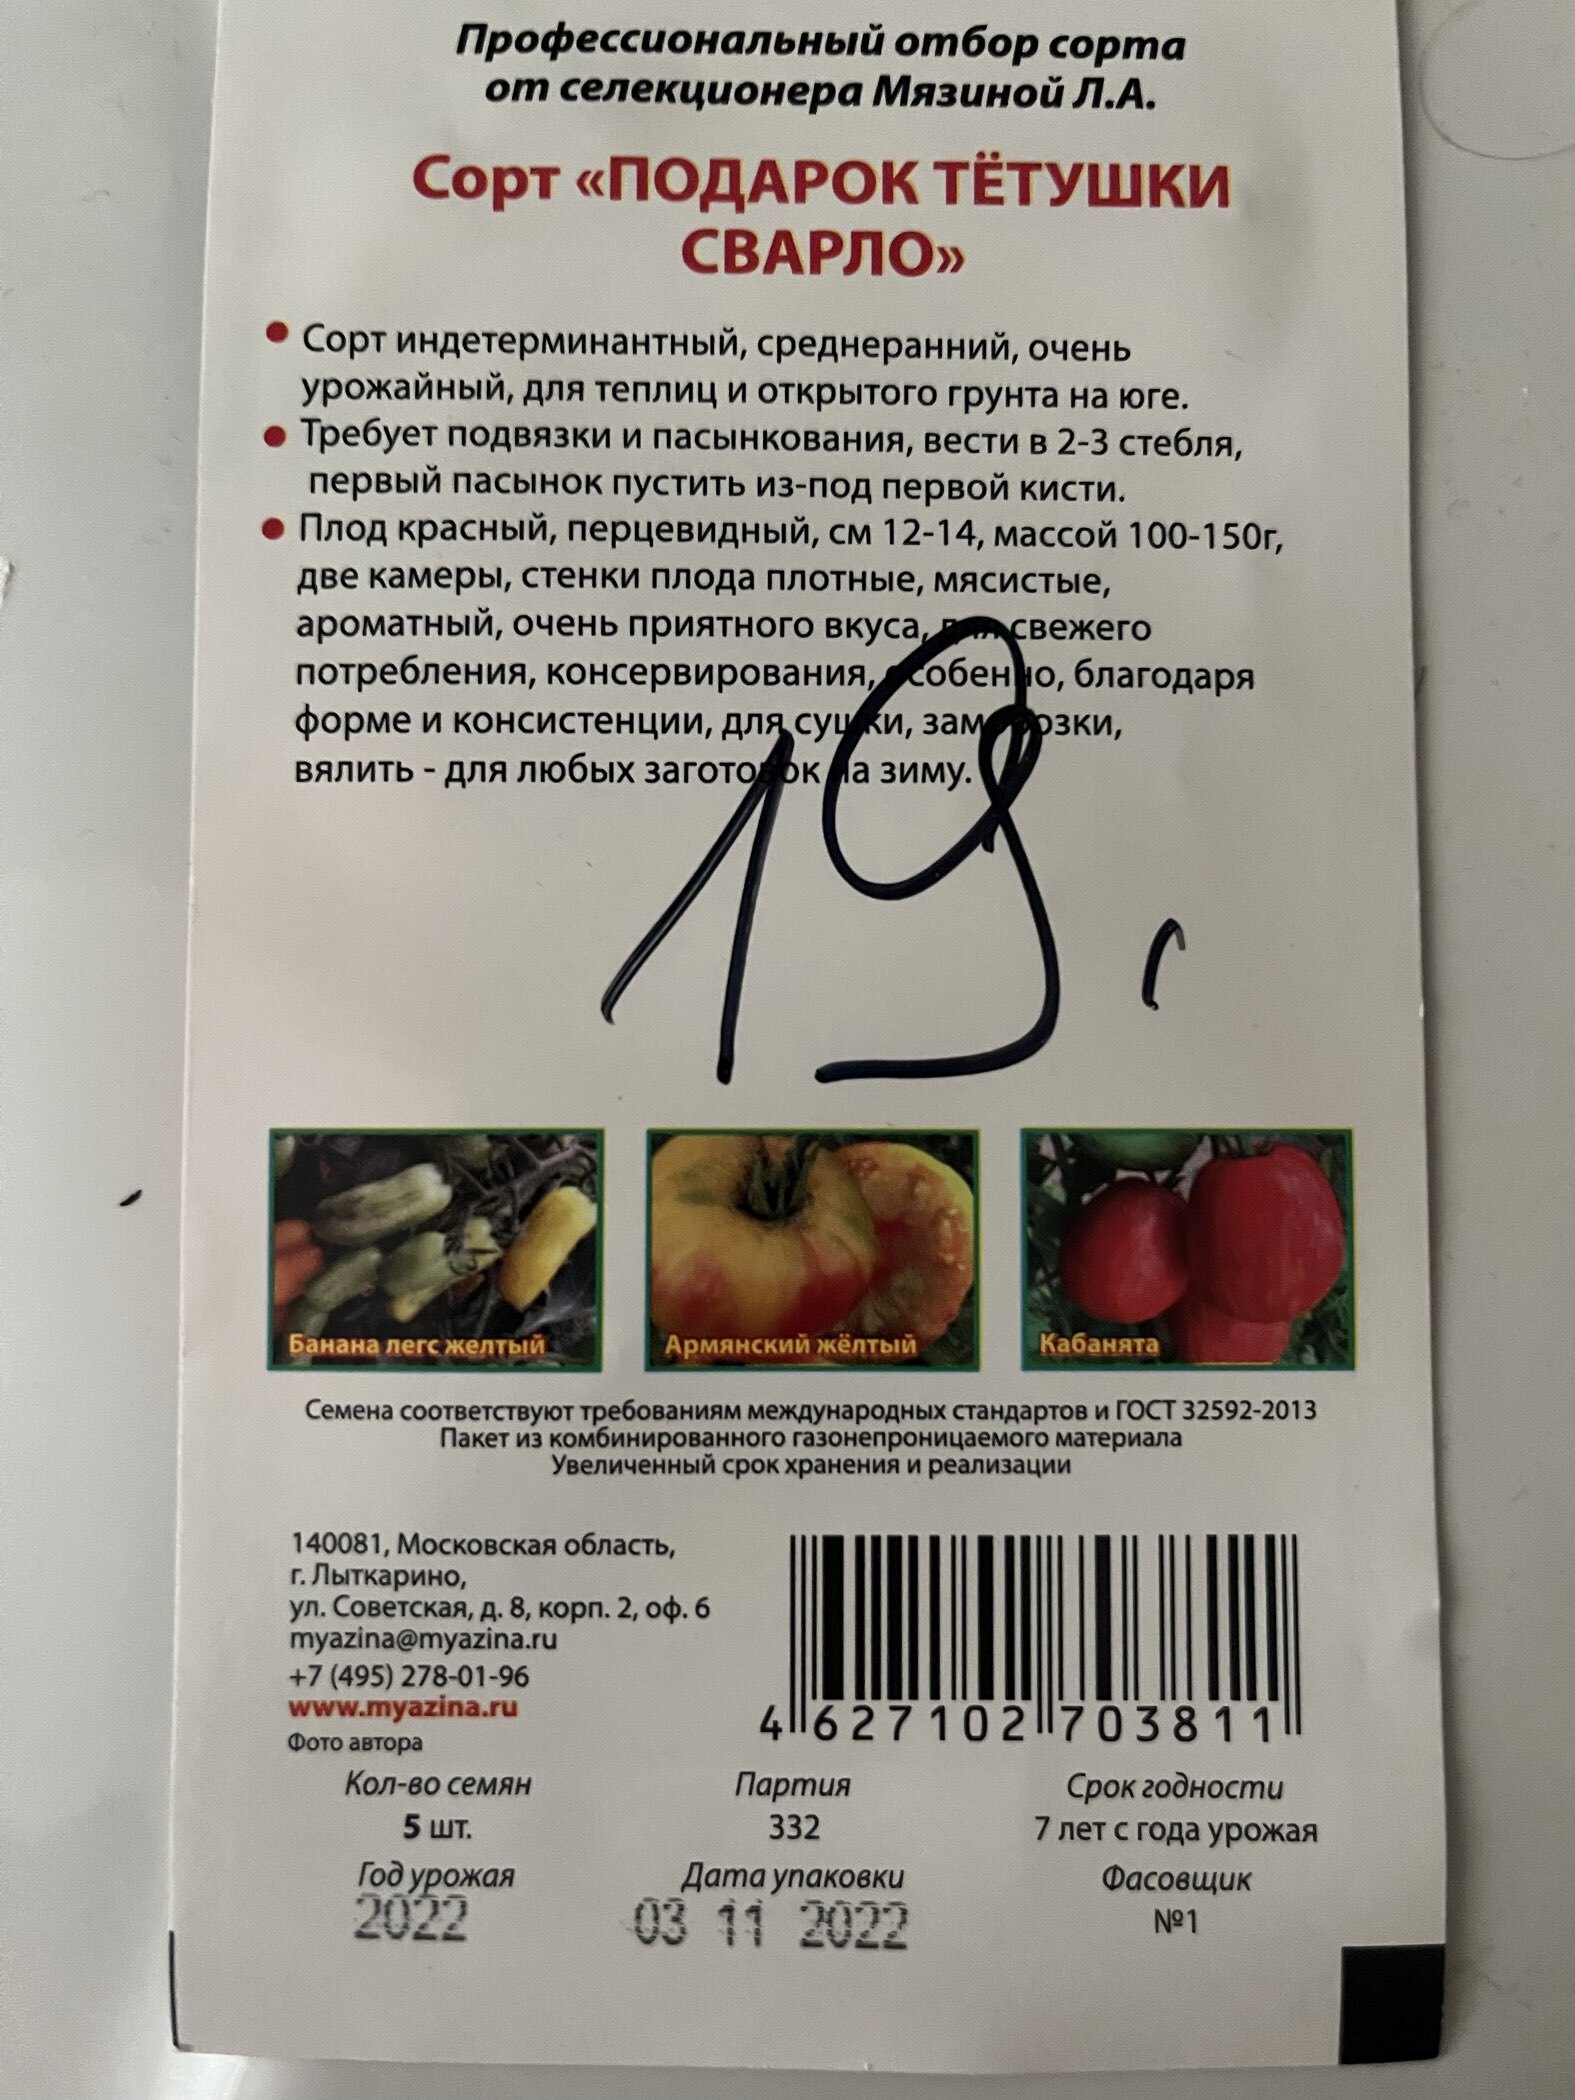 Профессиональный отбор сорта
от селекционера Мязиной Л.А.
Сорт «ПОДАРОК ТЁТУШКИ
СВАРЛО»
● Сорт индетерминантный, среднеранний, очень
урожайный, для теплиц и открытого грунта на юге.
● Требует подвязки и пасынкования, вести в 2-3 стебля,
первый пасынок пустить из-под первой кисти.
● Плод красный, перцевидный, см 12-14, массой 100-150г,
две камеры, стенки плода плотные, мясистые,
ароматный, очень приятного вкуса, для свежего
потребления, консервирования, особенно, благодаря
форме и консистенции, для сушки, заморозки,
вялить - для любых заготовок на зиму.
19
Банана легс желтый
Армянский жёлтый
Кабанята
Семена соответствуют требованиям международных стандартов и ГОСТ 32592-2013
Пакет из комбинированного газонепроницаемого материала
Увеличенный срок хранения и реализации
140081, Московская область,
г. Лыткарино,
ул. Советская, д. 8, корп. 2, оф. 6
myazina@myazina.ru
+7 (495) 278-01-96
www.myazina.ru
Фото автора
4 627102 703811
Кол-во семян Партия Срок годности
5 шт. 332 7 лет с года урожая
Год урожая Дата упаковки Фасовщик
2022 03 11 2022 №1